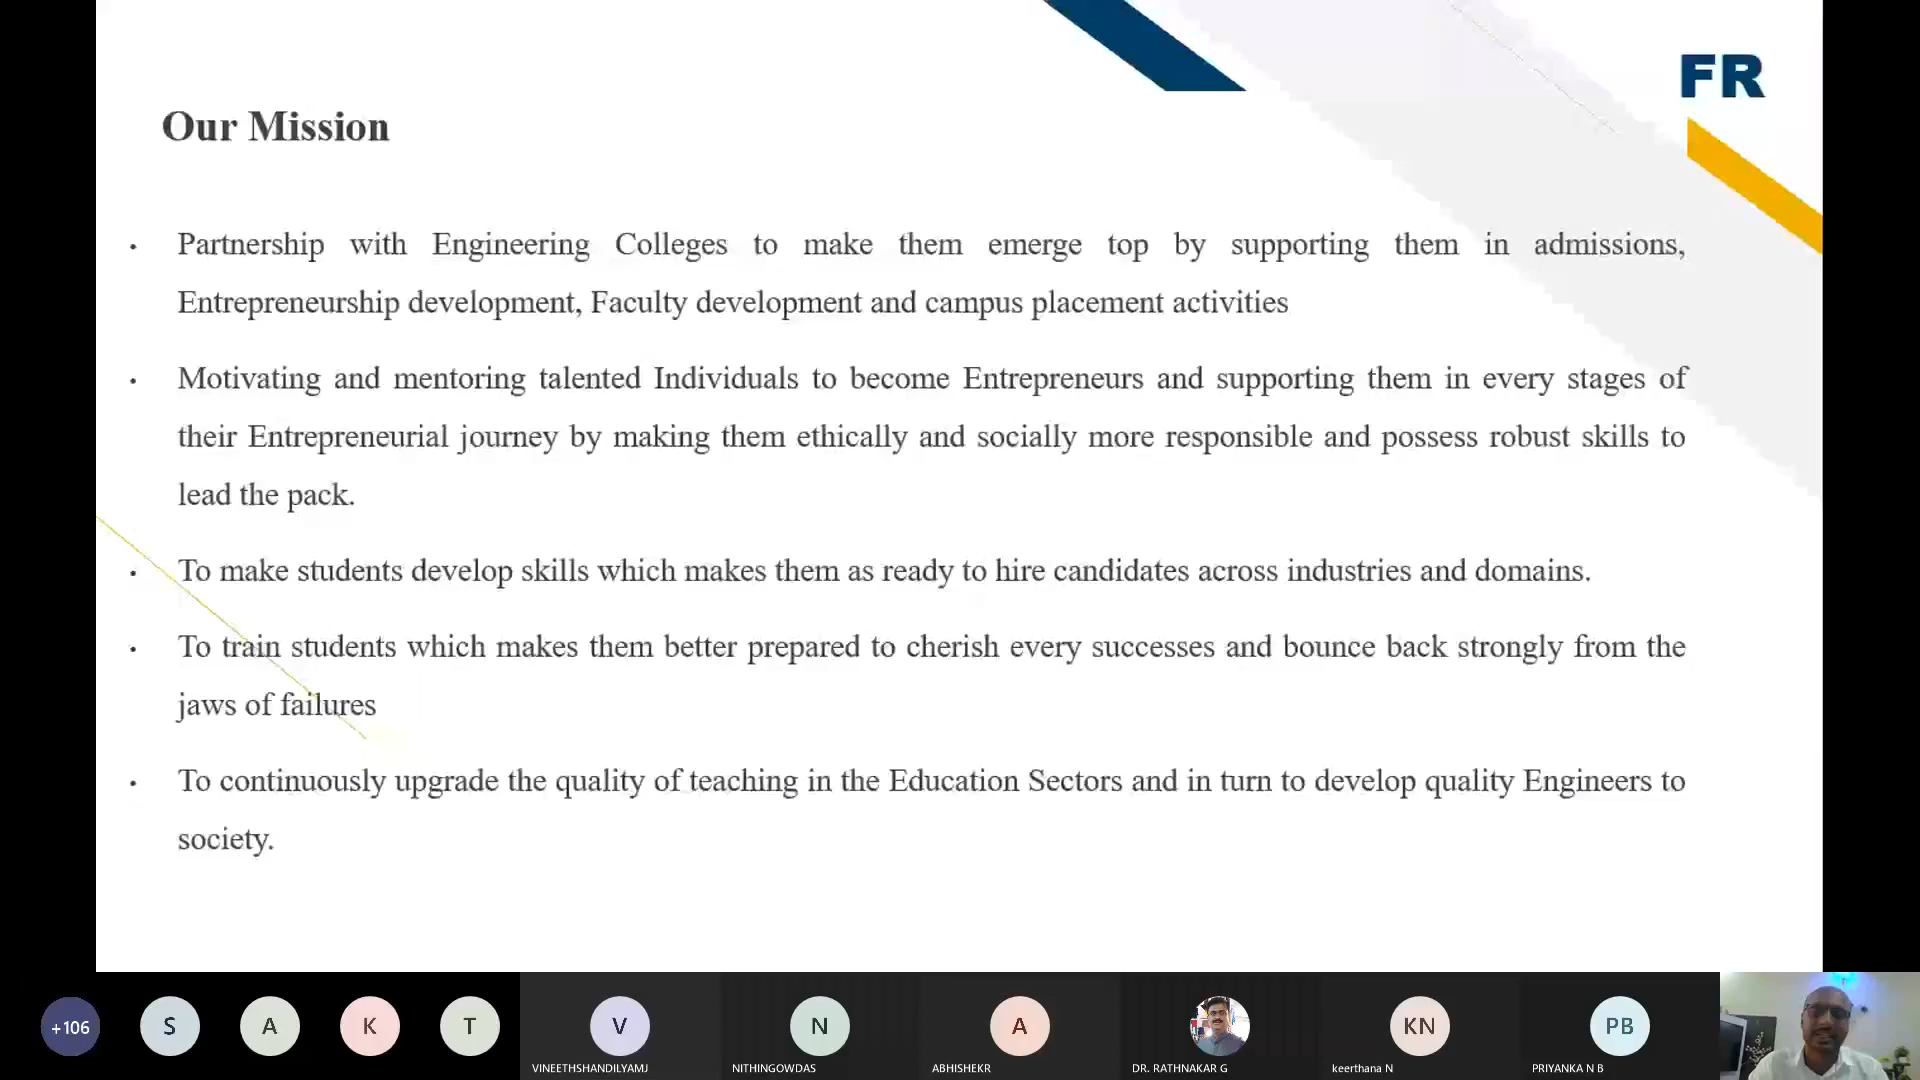 FR
Our Mission
• Partnership with Engineering Colleges to make them emerge top by supporting them in admissions,
Entrepreneurship development, Faculty development and campus placement activities
• Motivating and mentoring talented Individuals to become Entrepreneurs and supporting them in every stages of
their Entrepreneurial journey by making them ethically and socially more responsible and possess robust skills to
lead the pack.
• To make students develop skills which makes them as ready to hire candidates across industries and domains.
• To train students which makes them better prepared to cherish every successes and bounce back strongly from the
jaws of failures
• To continuously upgrade the quality of teaching in the Education Sectors and in turn to develop quality Engineers to
society.
+106 S A K T V N A KN PB
VINEETHSHANDILYAMJ NITHINGOWDAS ABHISHEKR DR. RATHNAKAR G keerthana N PRIYANKA N B